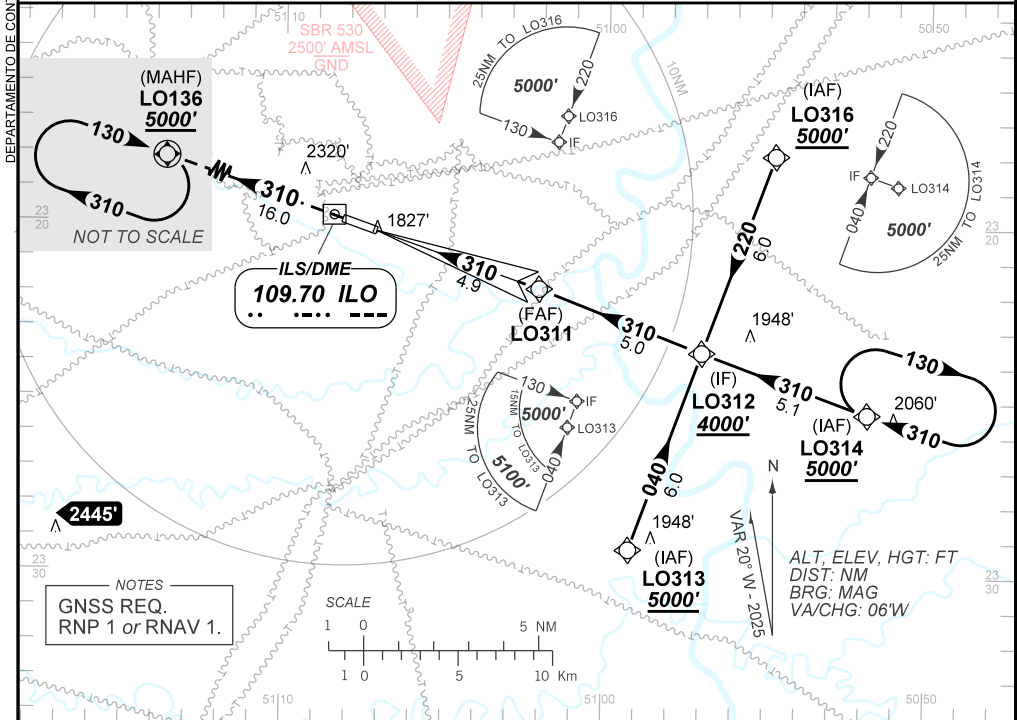 DEPARTAMENTO DE CON
51|10
51|00
50|50
SBR 530
2500' AMSL
GND
(MAHF)
LO136
5000'
130
310
NOT TO SCALE
25NM TO LO316
5000'
220
LO316
130
IF
10NM
(IAF)
LO316
5000'
220
IF
LO314
040
5000'
25NM TO LO314
2320'
310
16.0
1827'
23
20
23
20
ILS/DME
109.70 ILO
310
4.9
(FAF)
LO311
220
6.0
310
5.0
1948'
(IF)
LO312
4000'
310
5.1
130
310
2060'
(IAF)
LO314
5000'
130
IF
5000'
15NM TO LO313
LO313
040
5100'
25NM TO LO313
040
6.0
1948'
(IAF)
LO313
5000'
2445'
N
VAR 20° W - 2025
ALT, ELEV, HGT: FT
DIST: NM
BRG: MAG
VA/CHG: 06'W
23
30
23
30
NOTES
GNSS REQ.
RNP 1 or RNAV 1.
SCALE
1 0 5 NM
1 0 5 10 Km
51|10
51|00
50|50